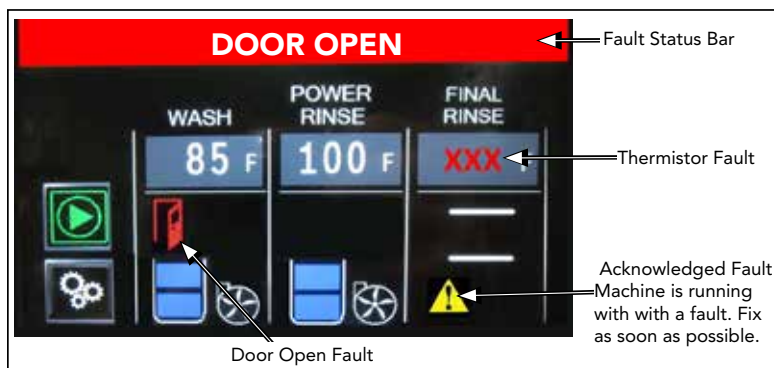 DOOR OPEN
Fault Status Bar
WASH
POWER
RINSE
FINAL
RINSE
85 F
100 F
XXX F
Thermistor Fault
Acknowledged Fault
Machine is running
with with a fault. Fix
as soon as possible.
Door Open Fault